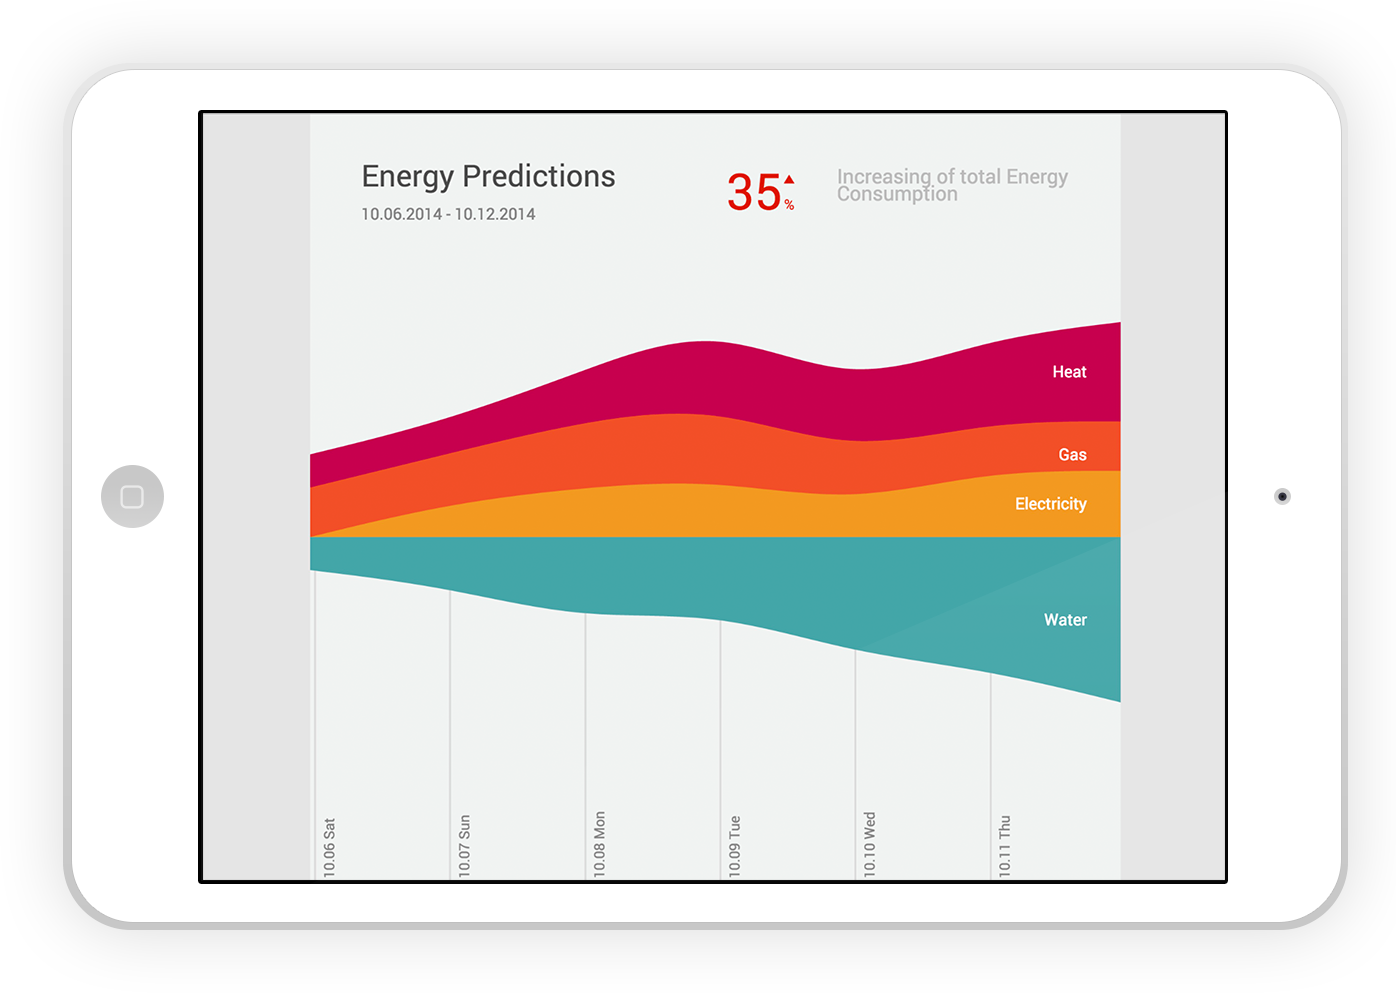 Energy Predictions
10.06.2014 - 10.12.2014
35
%
Increasing of total Energy
Consumption
Heat
Gas
Electricity
Water
10.06 Sat
10.07 Sun
10.08 Mon
10.09 Tue
10.10 Wed
10.11 Thu